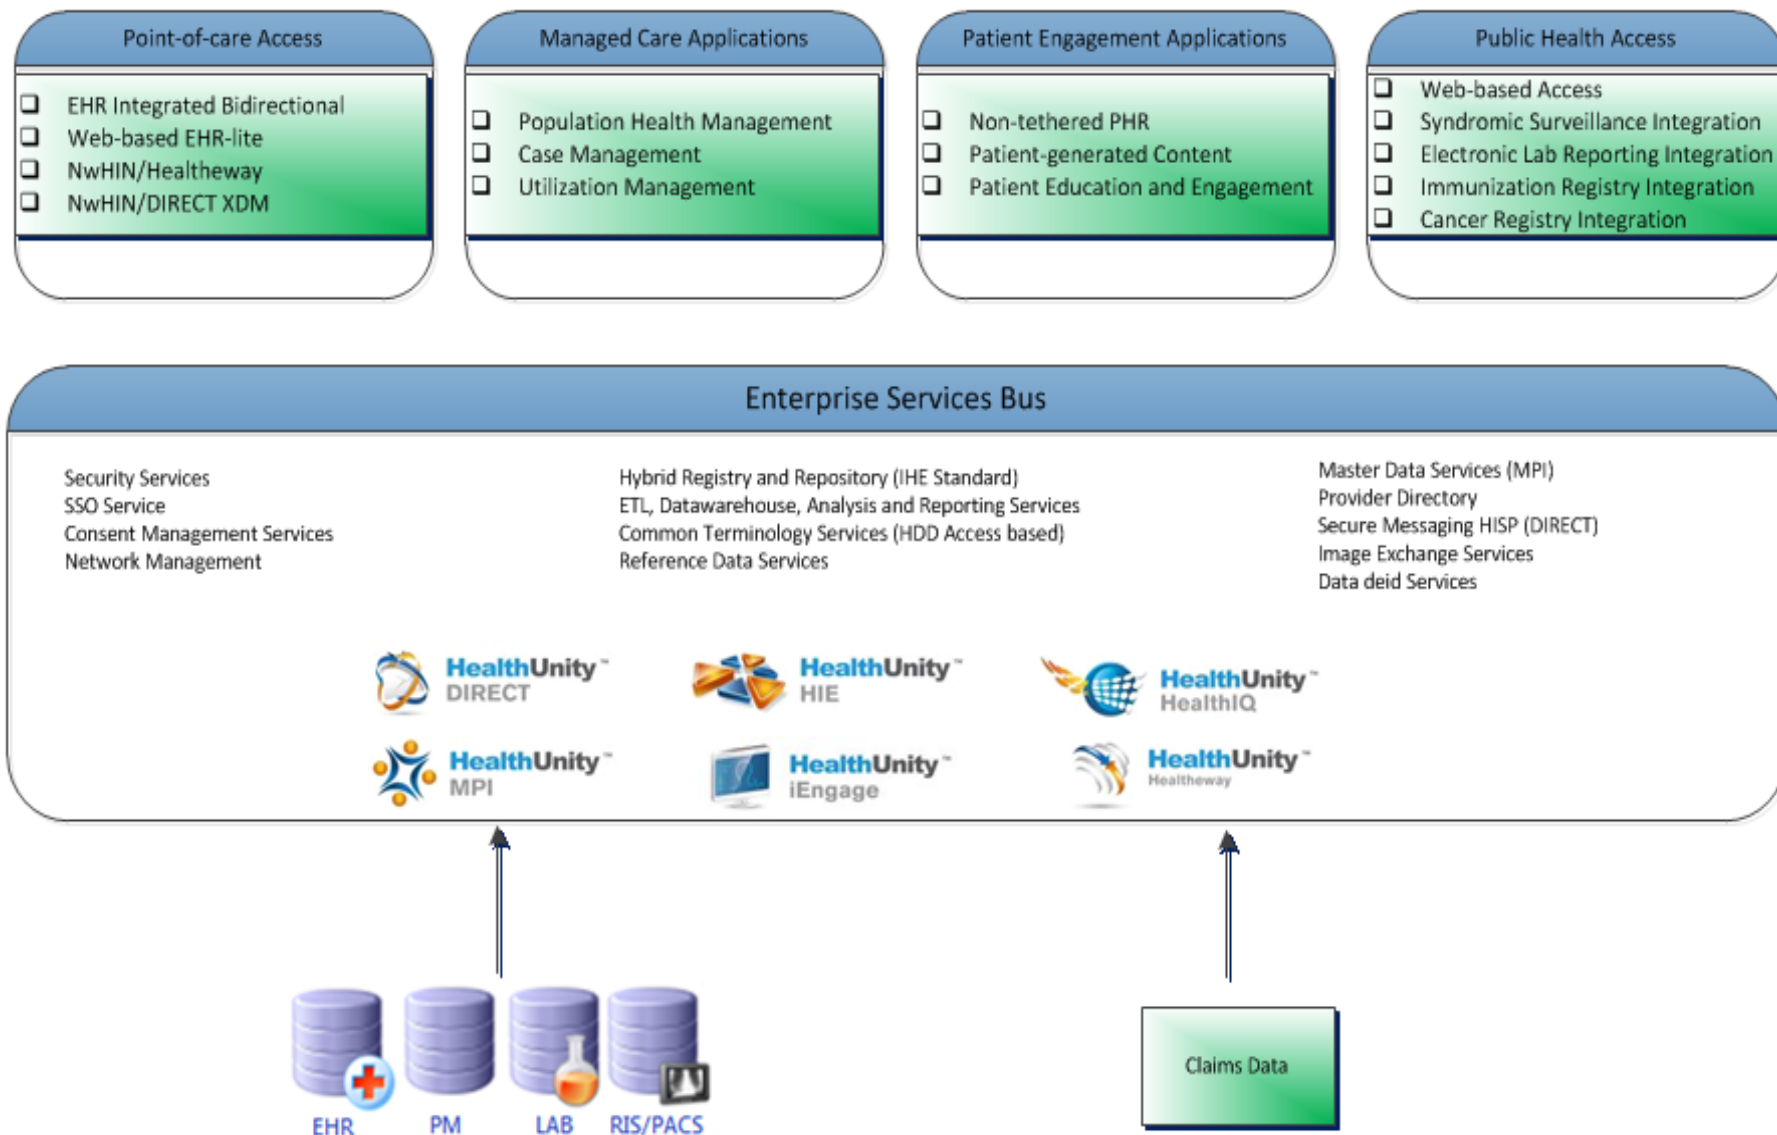 Point-of-care Access
EHR Integrated Bidirectional
Web-based EHR-lite
NwHIN/Healtheway
NwHIN/DIRECT XDM
Managed Care Applications
Population Health Management
Case Management
Utilization Management
Patient Engagement Applications
Non-tethered PHR
Patient-generated Content
Patient Education and Engagement
Public Health Access
Web-based Access
Syndromic Surveillance Integration
Electronic Lab Reporting Integration
Immunization Registry Integration
Cancer Registry Integration
Enterprise Services Bus
Security Services
SSO Service
Consent Management Services
Network Management
Hybrid Registry and Repository (IHE Standard)
ETL, Datawarehouse, Analysis and Reporting Services
Common Terminology Services (HDD Access based)
Reference Data Services
Master Data Services (MPI)
Provider Directory
Secure Messaging HISP (DIRECT)
Image Exchange Services
Data deid Services
HealthUnity™
DIRECT
HealthUnity™
HIE
HealthUnity™
HealthIQ
HealthUnity™
MPI
HealthUnity™
iEngage
HealthUnity™
Healtheway
EHR
PM
LAB
RIS/PACS
Claims Data